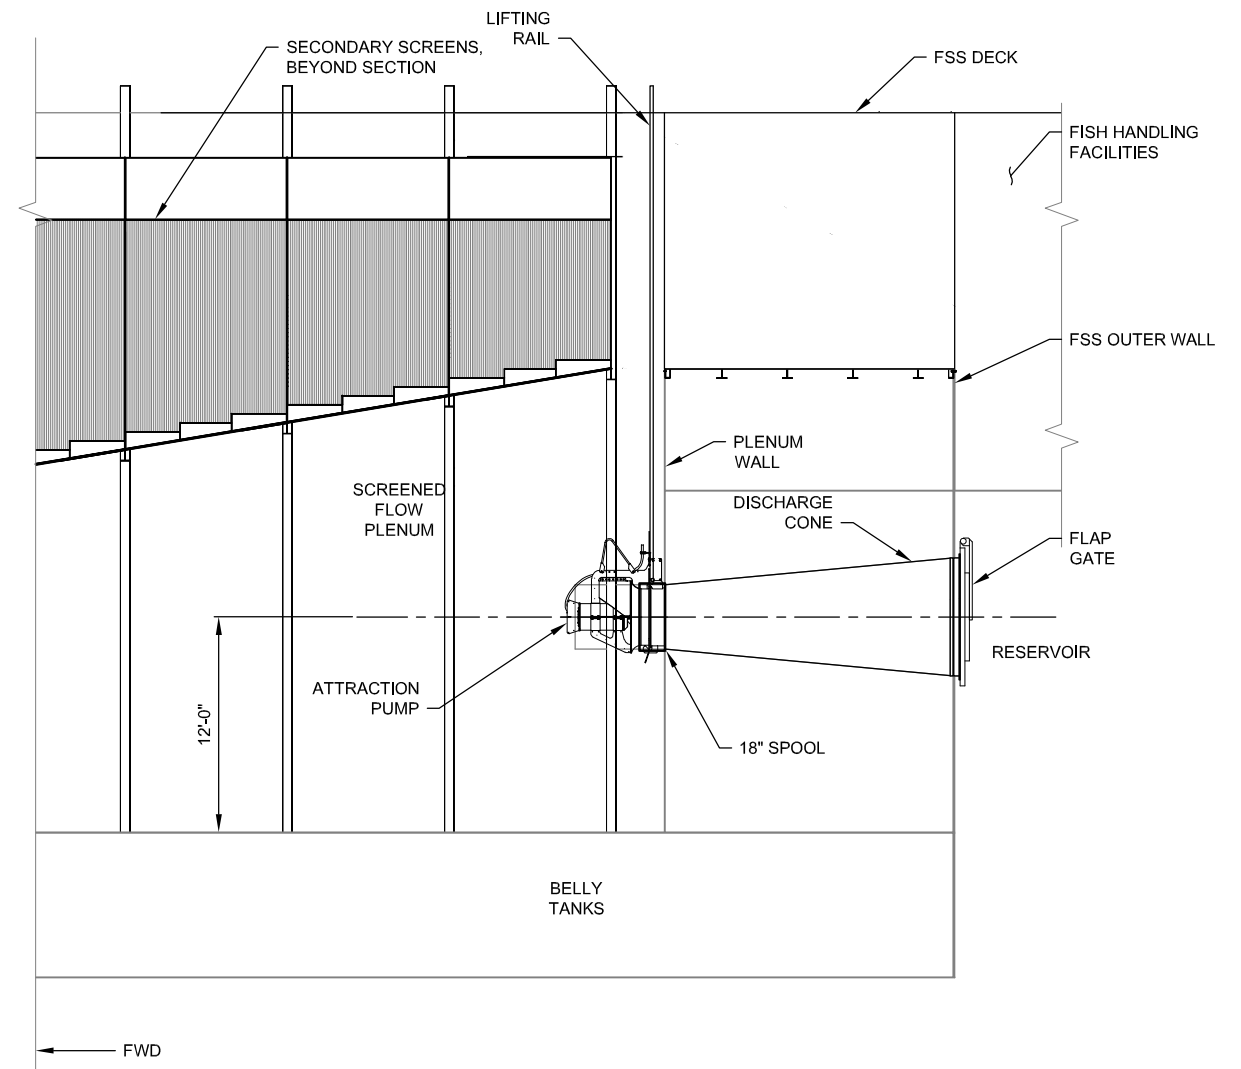 LIFTING
RAIL
SECONDARY SCREENS,
BEYOND SECTION
FSS DECK
FISH HANDLING
FACILITIES
FSS OUTER WALL
PLENUM
WALL
SCREENED
FLOW
PLENUM
DISCHARGE
CONE
FLAP
GATE
RESERVOIR
ATTRACTION
PUMP
12'-0"
18" SPOOL
BELLY
TANKS
FWD